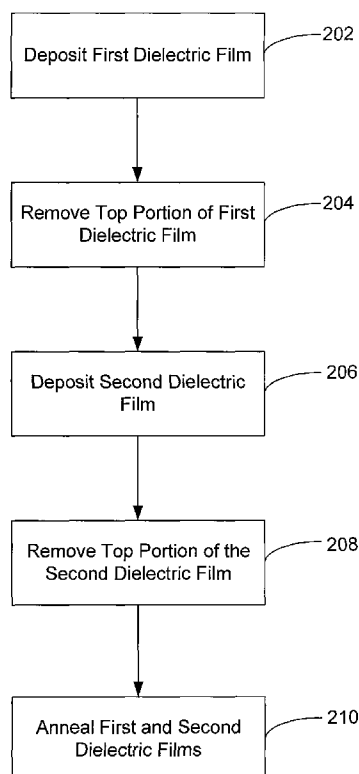 Deposit First Dielectric Film
202
Remove Top Portion of First
Dielectric Film
204
Deposit Second Dielectric
Film
206
Remove Top Portion of the
Second Dielectric Film
208
Anneal First and Second
Dielectric Films
210